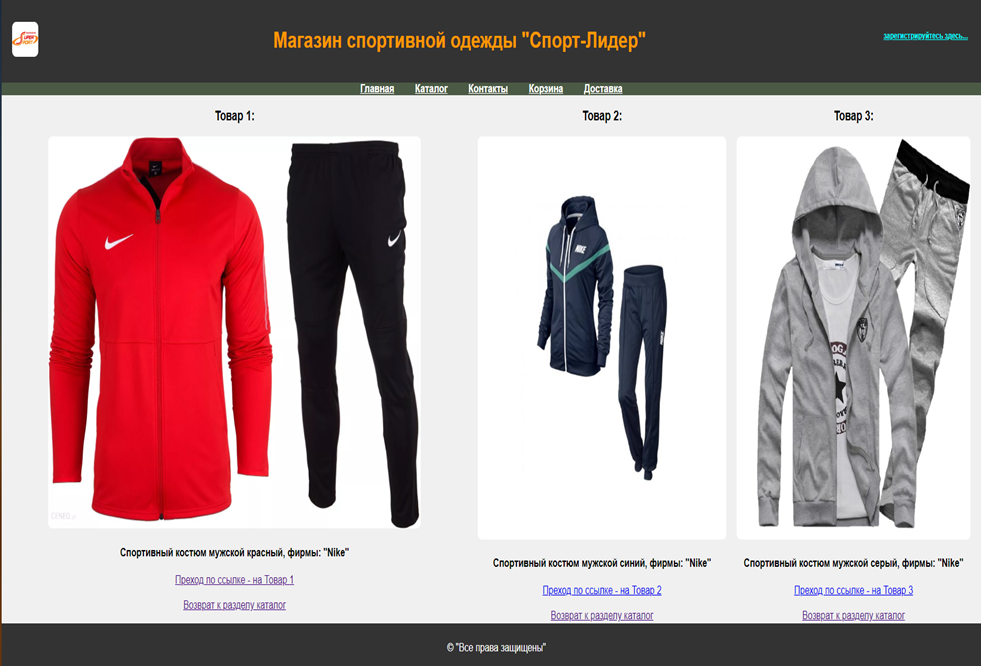 Магазин спортивной одежды "Спорт-Лидер"
зарегистрируйтесь здесь...
Главная Каталог Контакты Корзина Доставка
Товар 1:
Товар 2:
Товар 3:
NIKE
CENEO
Спортивный костюм мужской красный, фирмы: "Nike"
Преход по ссылке - на Товар 1
Возврат к разделу каталог
Спортивный костюм мужской синий, фирмы: "Nike"
Преход по ссылке - на Товар 2
Возврат к разделу каталог
Спортивный костюм мужской серый, фирмы: "Nike"
Преход по ссылке - на Товар 3
Возврат к разделу каталог
© "Все права защищены"